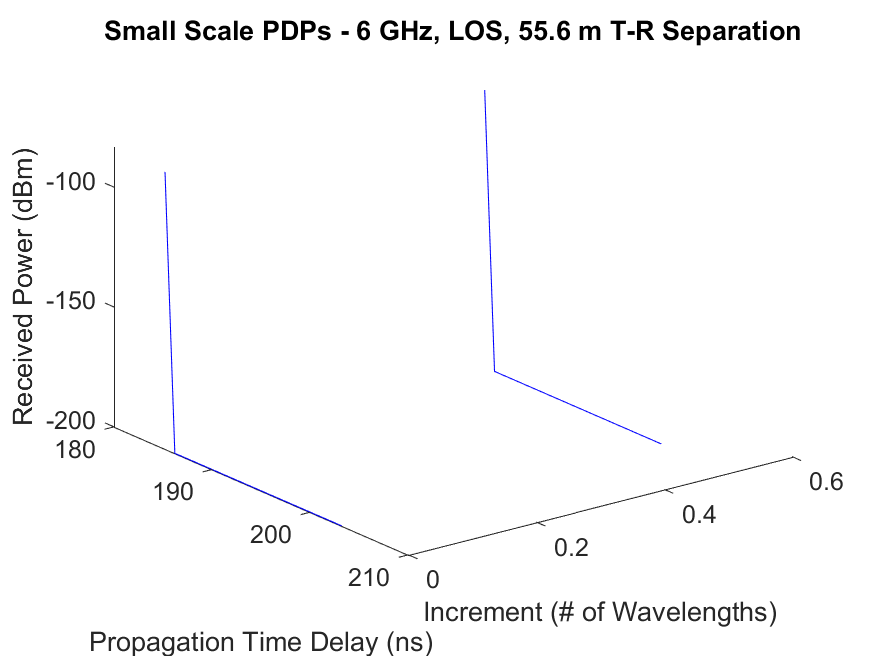 Small Scale PDPs - 6 GHz, LOS, 55.6 m T-R Separation
Received Power (dBm)
-100
-150
-200
180
190
200
210
0
0.2
0.4
0.6
Increment (# of Wavelengths)
Propagation Time Delay (ns)